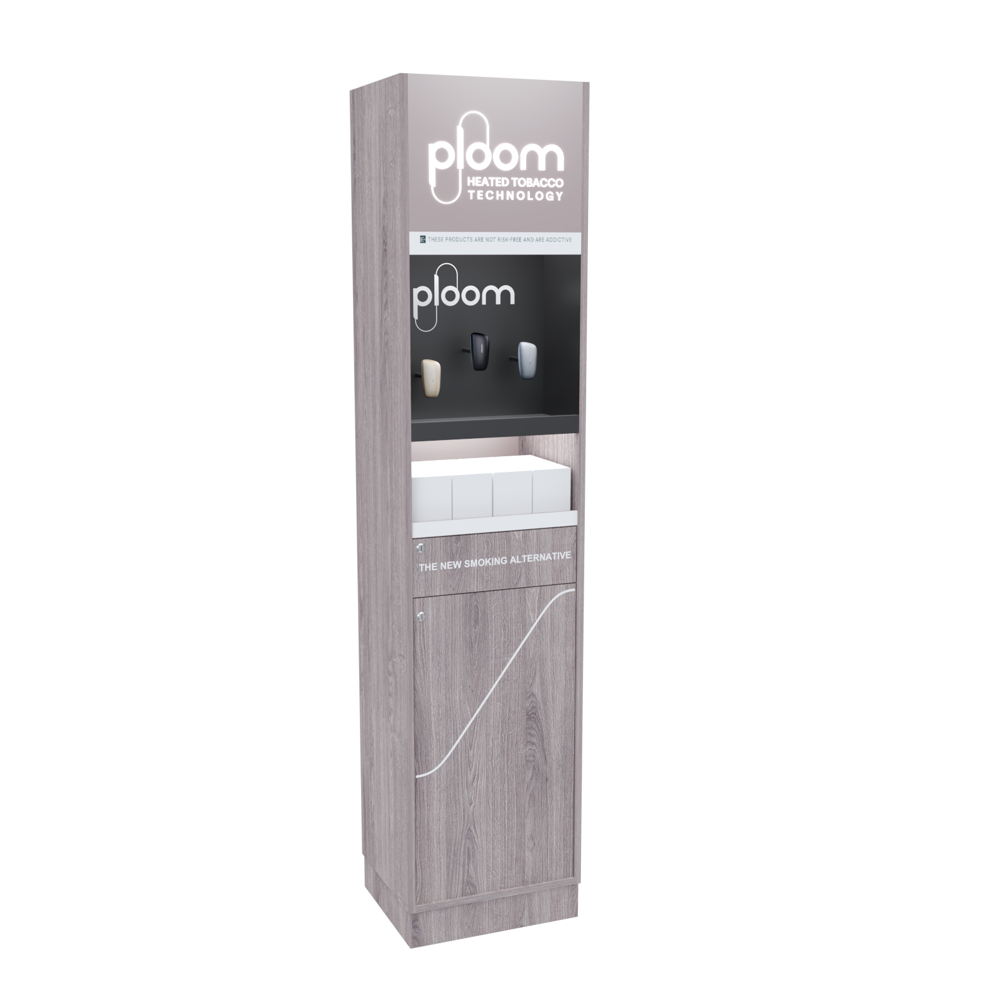 ploom
HEATED TOBACCO
TECHNOLOGY
THESE PRODUCTS ARE NOT RISK-FREE AND ARE ADDICTIVE
ploom
THE NEW SMOKING ALTERNATIVE